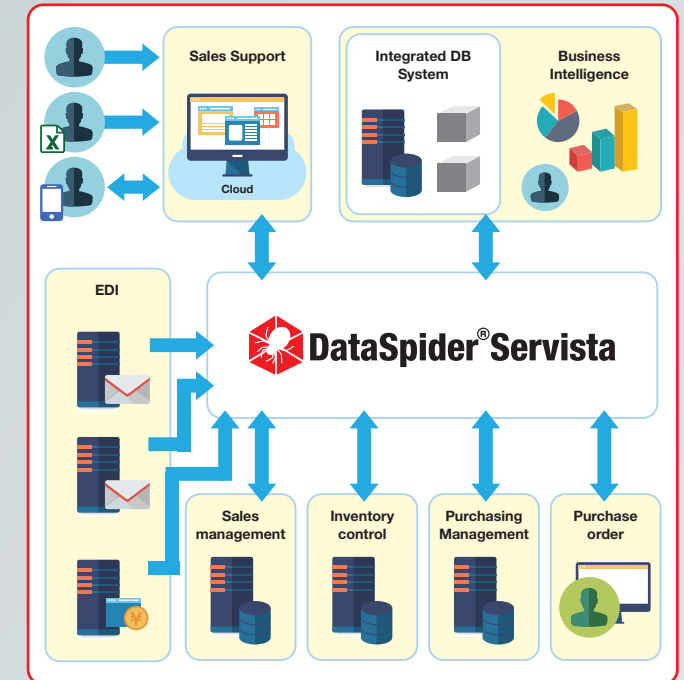 Sales Support
Cloud
X
Integrated DB
System
Business
Intelligence
EDI
DataSpider®Servista
¥
Sales
management
Inventory
control
Purchasing
Management
Purchase
order